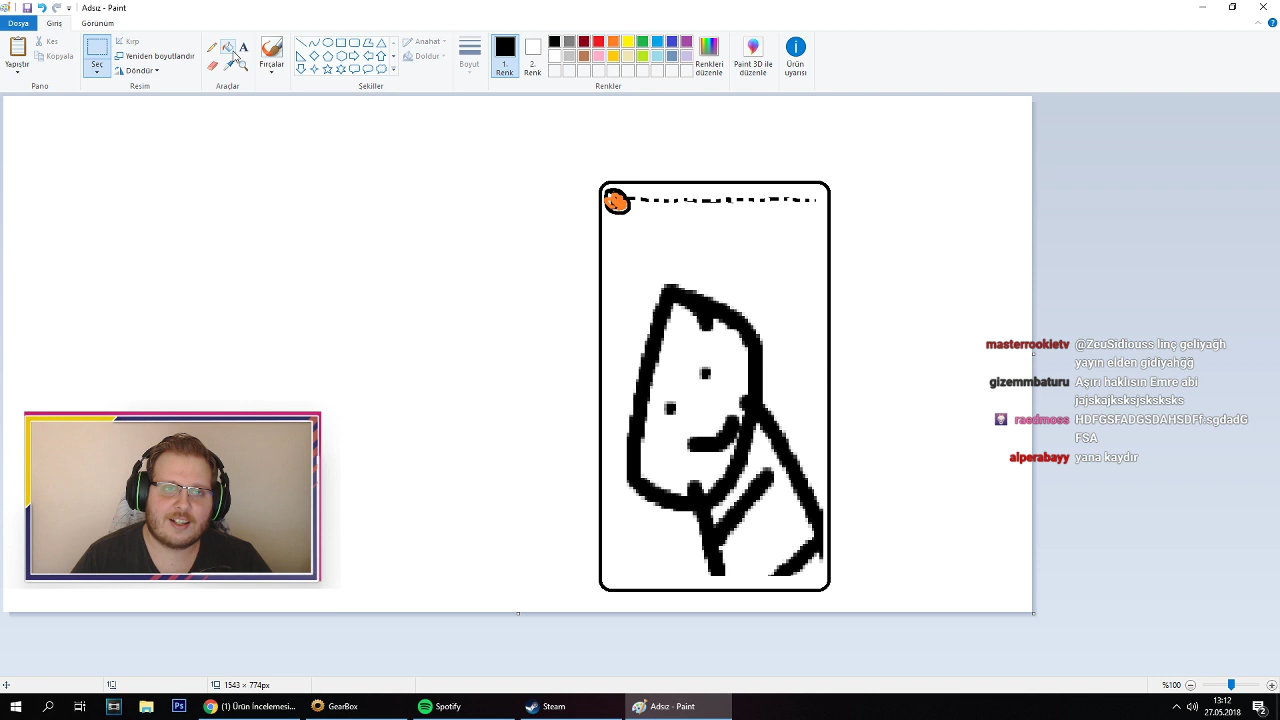 Adsız - Paint
Dosya Giriş Görünüm
Yapıştır
Kes
Kopyala
Pano
Seç
Kırp
Yeniden boyutlandır
Döndür
Resim
A
Araçlar
Fırçalar
Anahat
Doldur
Şekiller
Boyut
1. Renk
2. Renk
Renkleri düzenle
Renkler
Paint 3D ile düzenle
Ürün uyarısı
masterrookietv @ZeuSidiouss linç geliyağh
yayın elden gidiyahğğ
gizemmbaturu Aşırı haklısın Emre abi
jajskajksksjsksksks
raedmoss
alperabayy yana kaydır
1543 × 774px
%100
(1) Ürün İncelemesi...
GearBox
Spotify
Steam
Adsız - Paint
13:12
27.05.2018